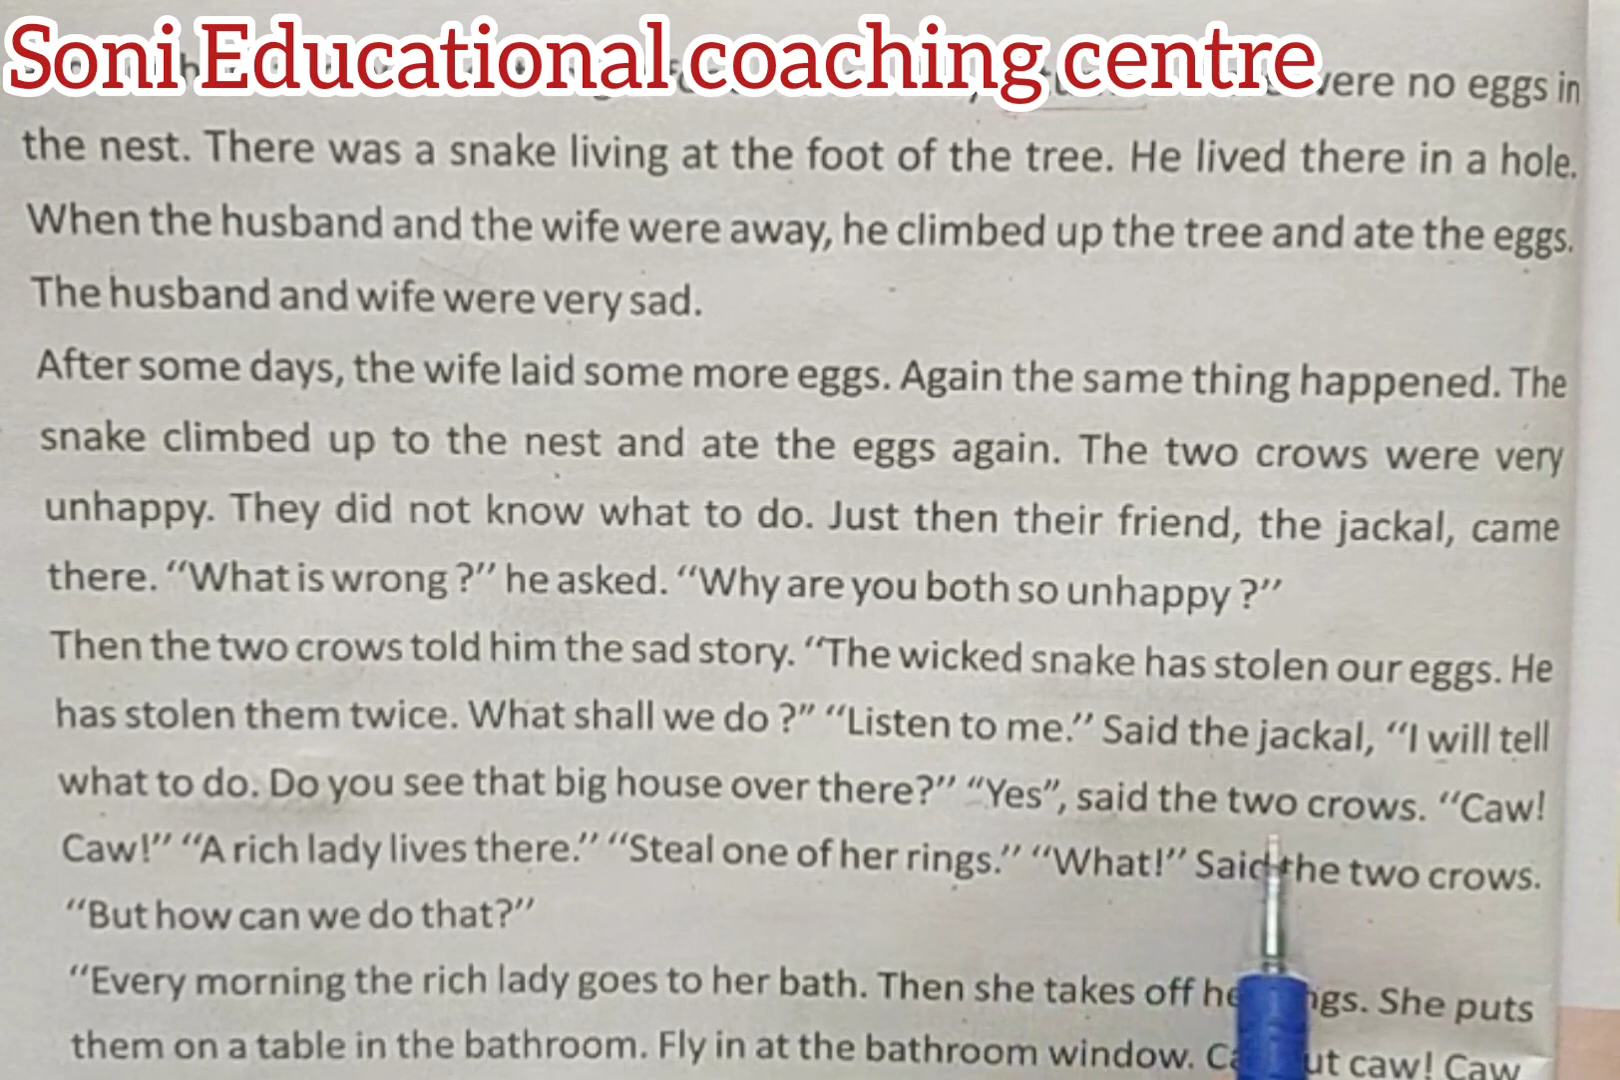 Soni Educational coaching centre
were no eggs in
the nest. There was a snake living at the foot of the tree. He lived there in a hole.
When the husband and the wife were away, he climbed up the tree and ate the eggs.
The husband and wife were very sad.
After some days, the wife laid some more eggs. Again the same thing happened. The
snake climbed up to the nest and ate the eggs again. The two crows were very
unhappy. They did not know what to do. Just then their friend, the jackal, came
there. “What is wrong ?” he asked. “Why are you both so unhappy ?”
Then the two crows told him the sad story. “The wicked snake has stolen our eggs. He
has stolen them twice. What shall we do ?” “Listen to me.” Said the jackal, “I will tell
what to do. Do you see that big house over there?” “Yes”, said the two crows. “Caw!
Caw!” “A rich lady lives there.” “Steal one of her rings.” “What!” Said the two crows.
“But how can we do that?”
“Every morning the rich lady goes to her bath. Then she takes off She puts
them on a table in the bathroom. Fly in at the bathroom window. caw! Caw